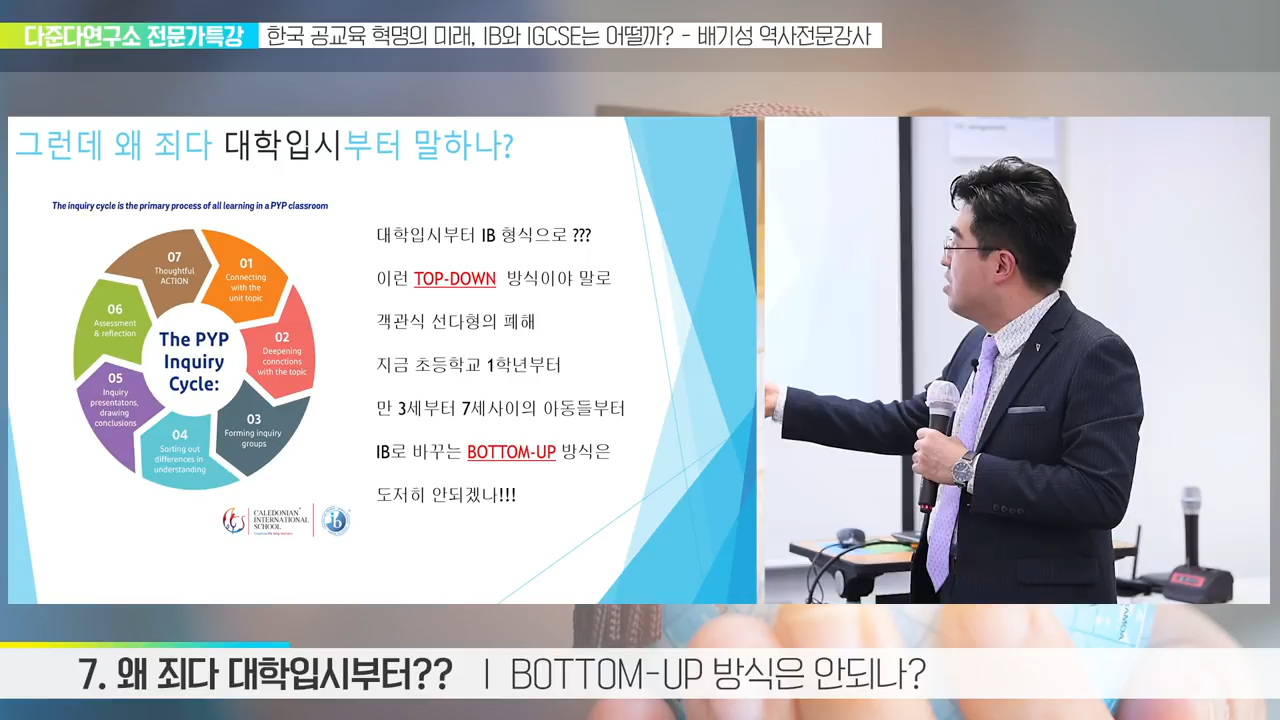 다준다연구소 전문가특강 한국 공교육 혁명의 미래, IB와 IGCSE는 어떨까? - 배기성 역사전문강사
그런데 왜 죄다 대학입시부터 말하나?
The inquiry cycle is the primary process of all learning in a PYP classroom
The PYP
Inquiry
Cycle:
01
Connecting
with the
unit topic
02
Deepening
connctions
with the topic
03
Forming inquiry
groups
04
Sorting out
differences in
understanding
05
Inquiry
presentatons,
drawing
conclusions
06
Assessment
& reflection
07
Thoughtful
ACTION
CALEDONIAN
INTERNATIONAL
SCHOOL
ib
대학입시부터 IB 형식으로 ???
이런 TOP-DOWN 방식이야 말로
객관식 선다형의 폐해
지금 초등학교 1학년부터
만 3세부터 7세사이의 아동들부터
IB로 바꾸는 BOTTOM-UP 방식은
도저히 안되겠나!!!
SAMOA
7. 왜 죄다 대학입시부터?? | BOTTOM-UP 방식은 안되나?